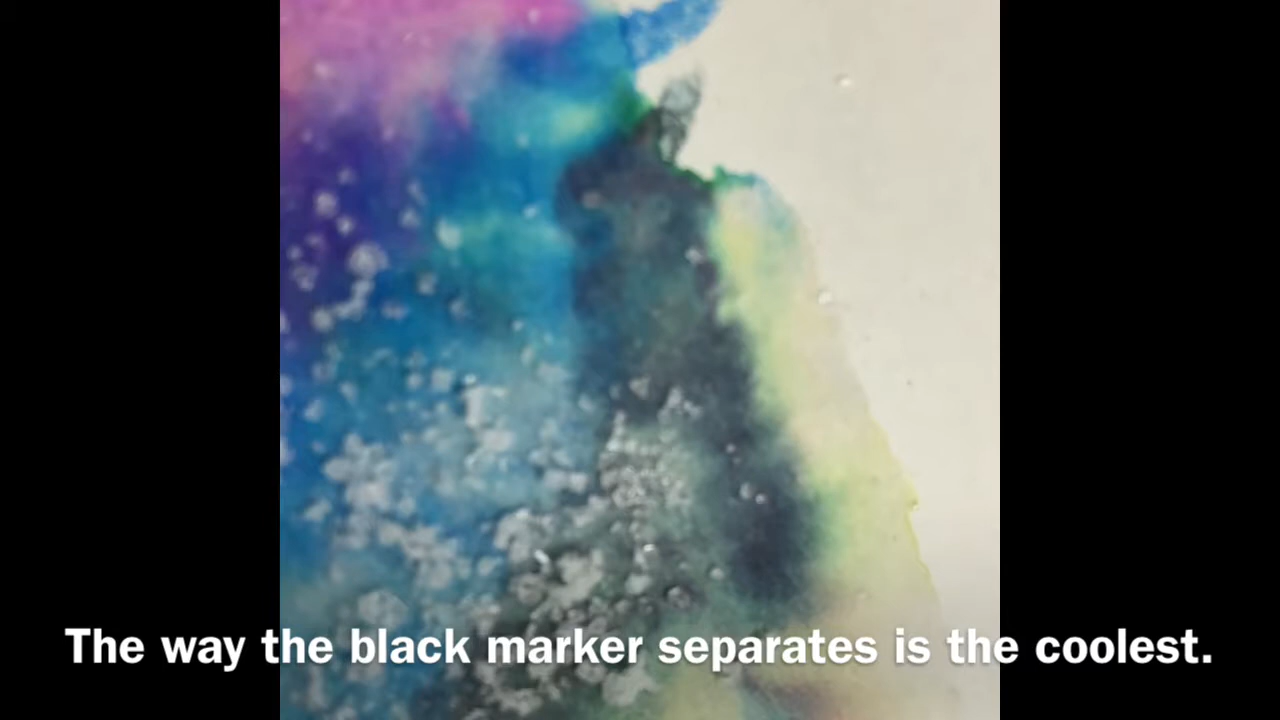 The way the black marker separates is the coolest.